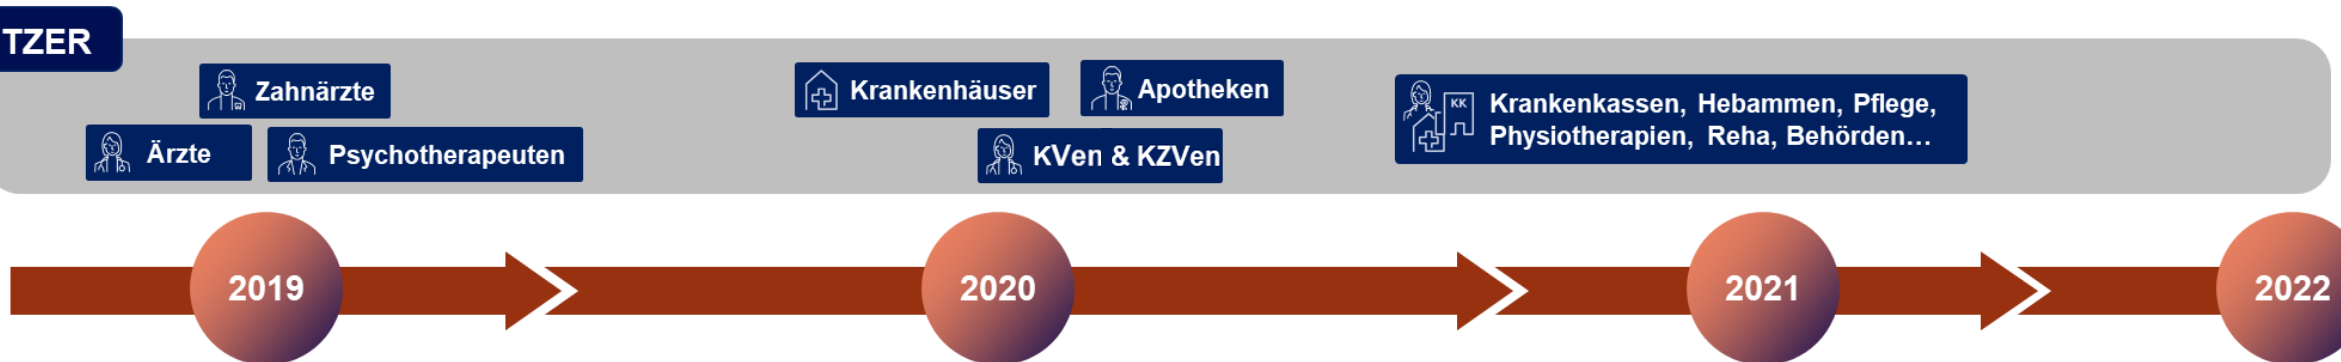 TZER
Zahnärzte
Ärzte
Psychotherapeuten
Krankenhäuser
Apotheken
KVen & KZVen
KK
Krankenkassen, Hebammen, Pflege,
Physiotherapien, Reha, Behörden...
2019
2020
2021
2022